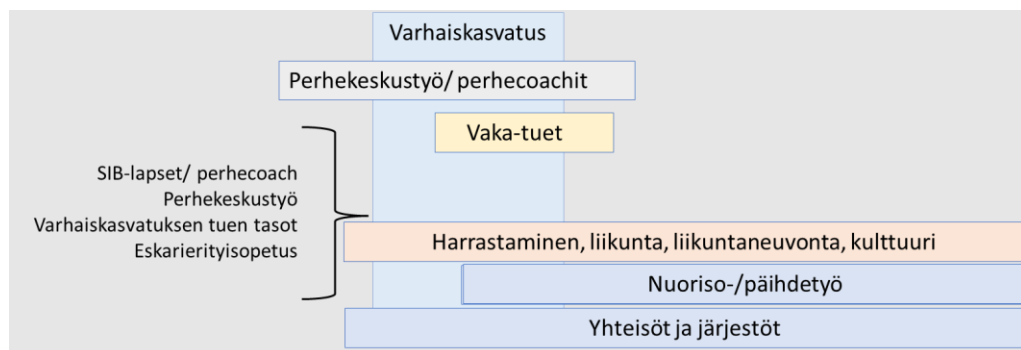 Varhaiskasvatus
Perhekeskustyö/ perhecoachit
Vaka-tuet
SIB-lapset/ perhecoach
Perhekeskustyö
Varhaiskasvatuksen tuen tasot
Eskarierityisopetus
Harrastaminen, liikunta, liikuntaneuvonta, kulttuuri
Nuoriso-/päihdetyö
Yhteisöt ja järjestöt